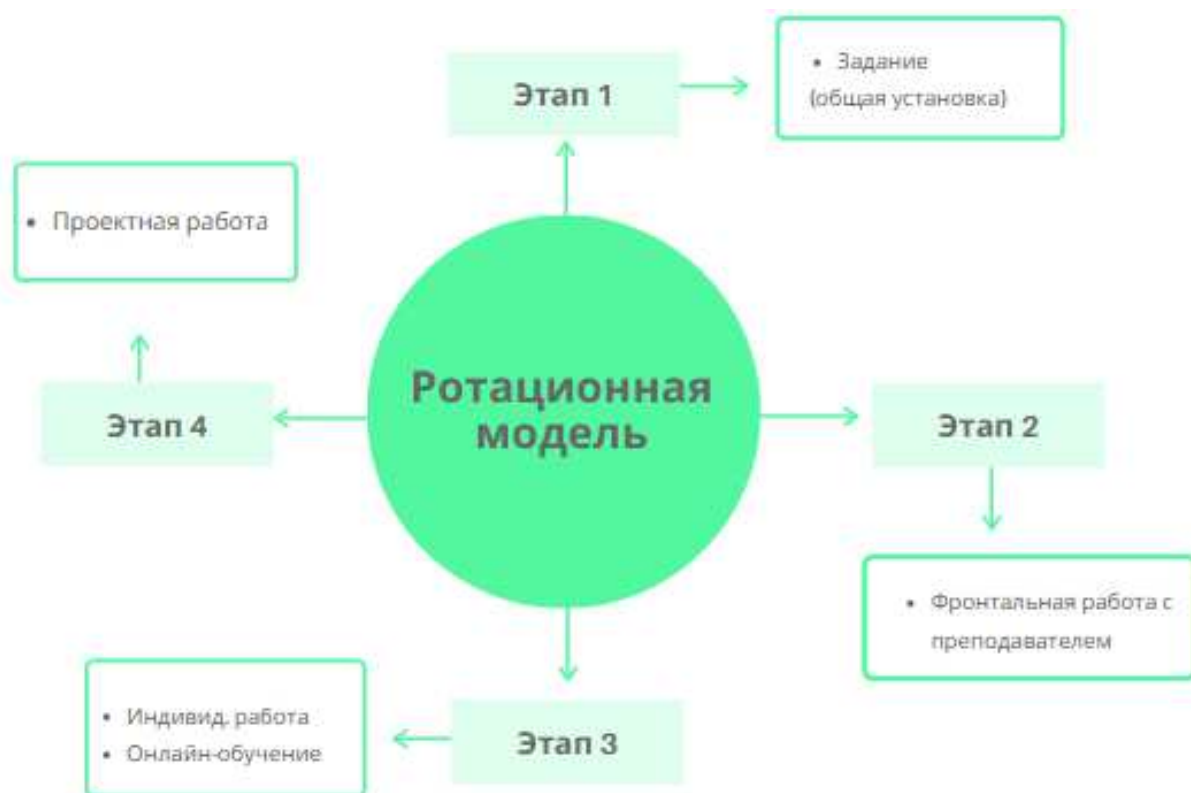 Этап 1
• Задание
(общая установка)
• Проектная работа
Ротационная
модель
Этап 4
Этап 2
• Фронтальная работа с
преподавателем
• Индивид. работа
• Онлайн-обучение
Этап 3